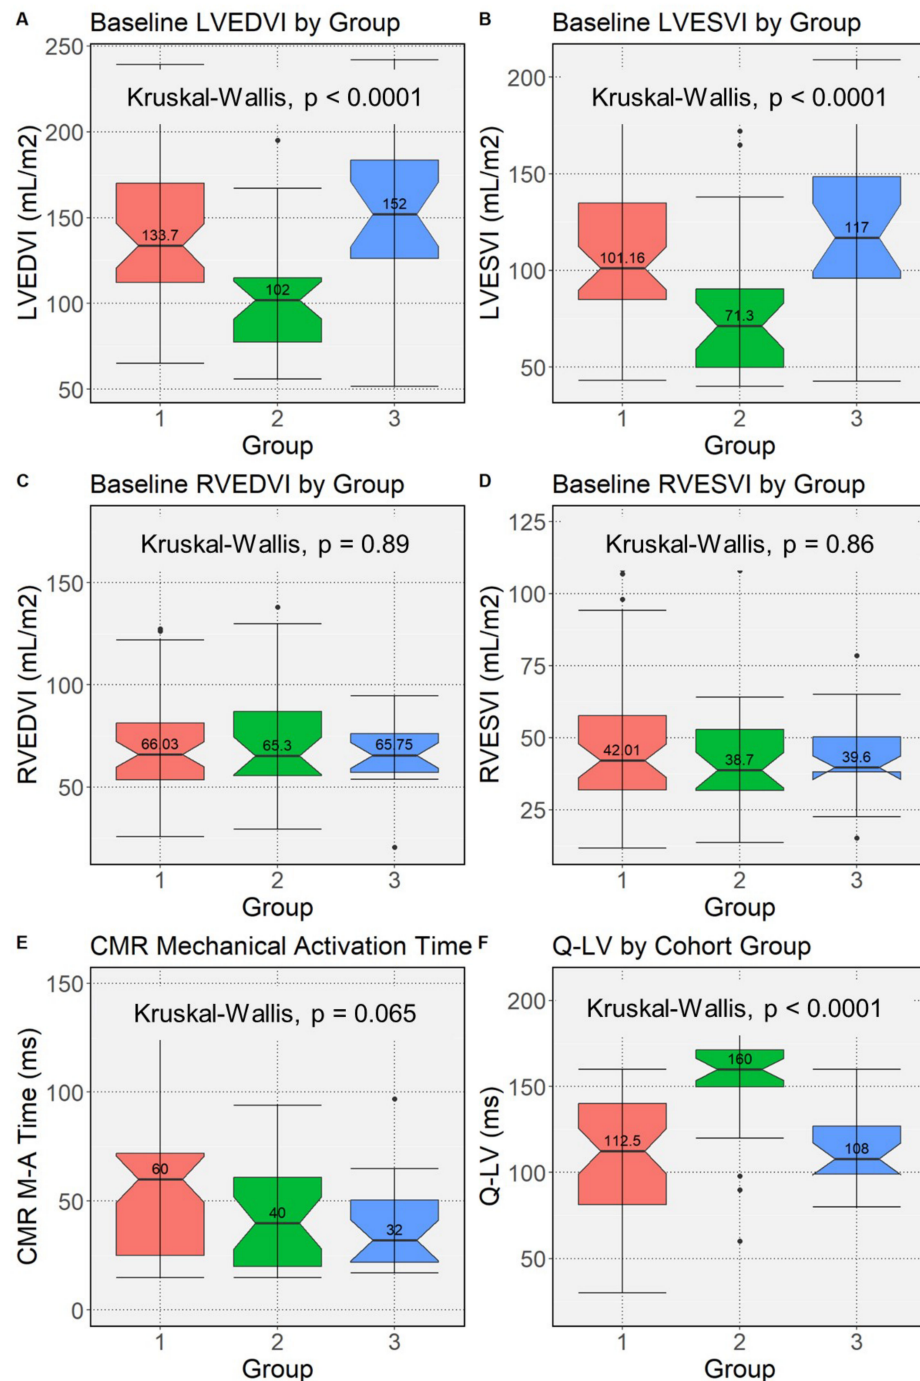 A Baseline LVEDVI by Group
Kruskal-Wallis, p < 0.0001
LVEDVI (mL/m2)
250
200
150
100
50
133.7
102
152
1 2 3
Group
B Baseline LVESVI by Group
Kruskal-Wallis, p < 0.0001
LVESVI (mL/m2)
200
150
100
50
101.16
71.3
117
1 2 3
Group
C Baseline RVEDVI by Group
Kruskal-Wallis, p = 0.89
RVEDVI (mL/m2)
150
100
50
66.03
65.3
65.75
1 2 3
Group
D Baseline RVESVI by Group
Kruskal-Wallis, p = 0.86
RVESVI (mL/m2)
125
100
75
50
25
42.01
38.7
39.6
1 2 3
Group
E CMR Mechanical Activation Time
Kruskal-Wallis, p = 0.065
CMR M-A Time (ms)
150
100
50
0
60
40
32
1 2 3
Group
F Q-LV by Cohort Group
Kruskal-Wallis, p < 0.0001
Q-LV (ms)
200
150
100
50
112.5
160
108
1 2 3
Group